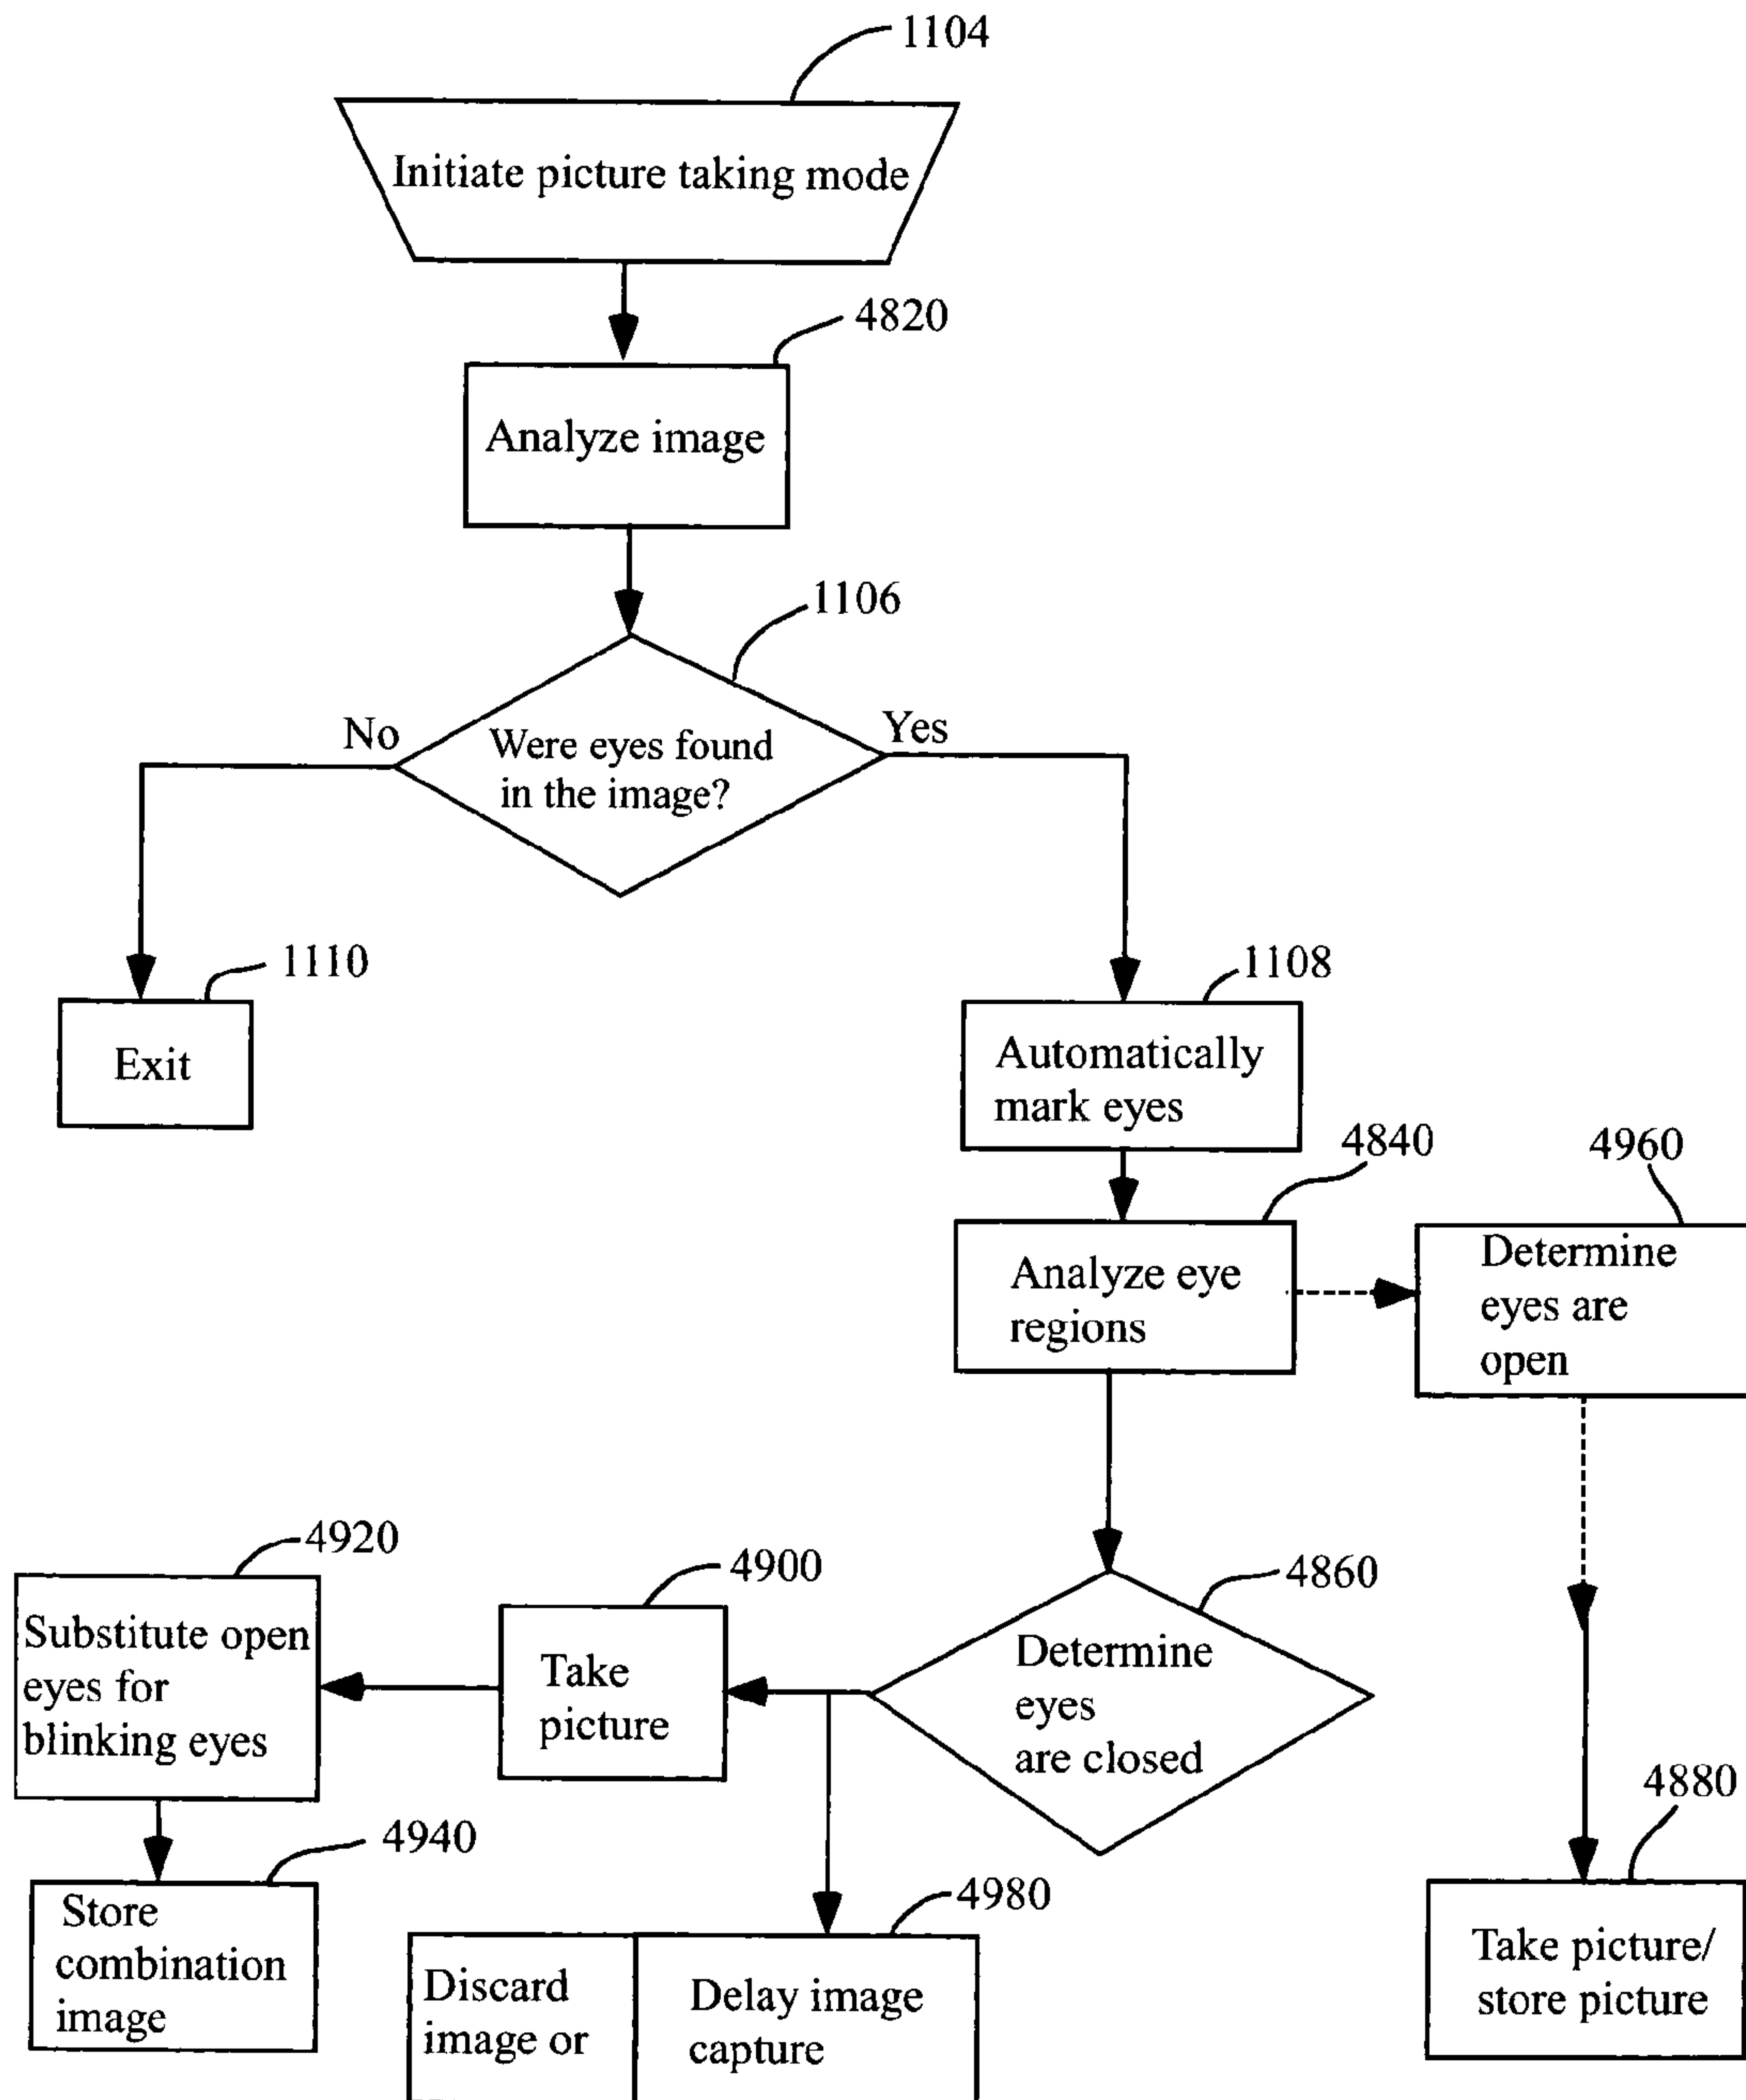 1104
Initiate picture taking mode
4820
Analyze image
1106
No
Yes
Were eyes found
in the image?
1110
Exit
1108
Automatically
mark eyes
4840
4960
Analyze eye
regions
Determine
eyes are
open
4920
4900
4860
Substitute open
eyes for
blinking eyes
Take
picture
Determine
eyes
are closed
4940
4980
4880
Store
combination
image
Discard
image or
Delay image
capture
Take picture/
store picture